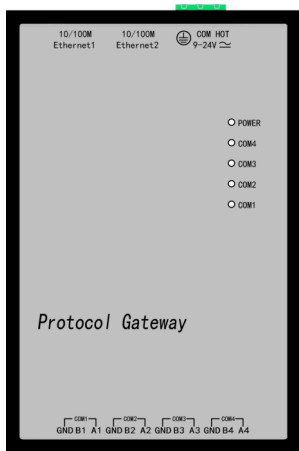 10/100M 10/100M COM HOT
Ethernet1 Ethernet2 9-24V
POWER
COM4
COM3
COM2
COM1
Protocol Gateway
COM1 COM2 COM3 COM4
GND B1 A1 GND B2 A2 GND B3 A3 GND B4 A4